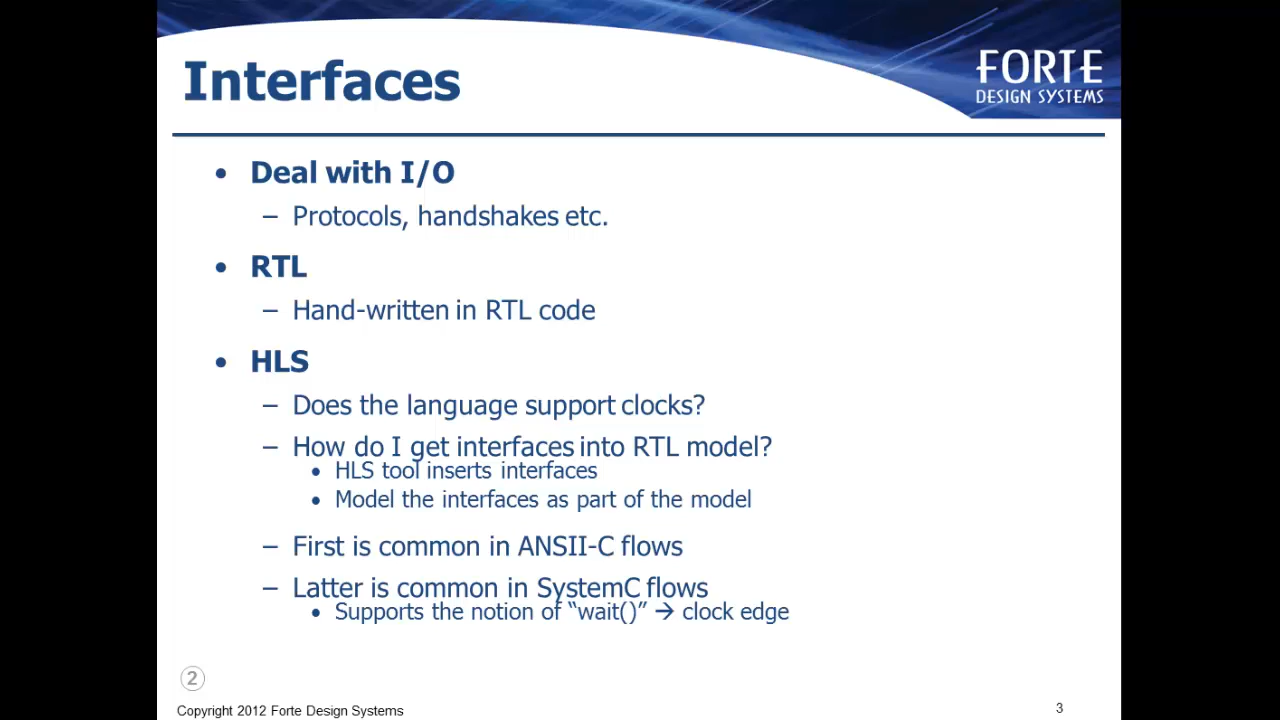 Interfaces
FORTE
DESIGN SYSTEMS
• Deal with I/O
– Protocols, handshakes etc.
• RTL
– Hand-written in RTL code
• HLS
– Does the language support clocks?
– How do I get interfaces into RTL model?
• HLS tool inserts interfaces
• Model the interfaces as part of the model
– First is common in ANSII-C flows
– Latter is common in SystemC flows
• Supports the notion of “wait()” → clock edge
2
Copyright 2012 Forte Design Systems
3